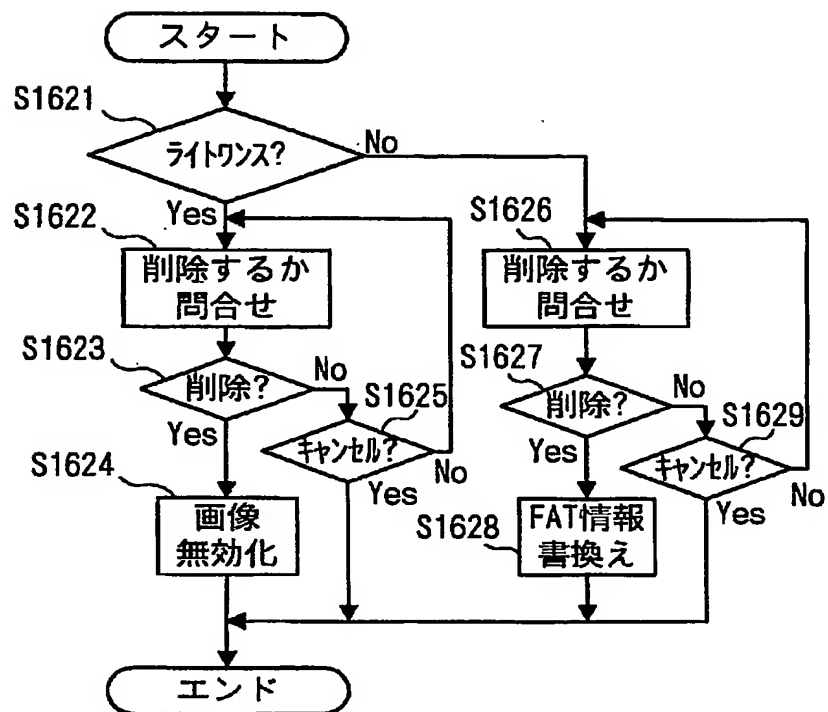 スタート
S1621
ライトワンス?
No
Yes
S1622
削除するか
問合せ
S1623
削除?
No
Yes
S1625
キャンセル?
No
Yes
S1624
画像
無効化
S1626
削除するか
問合せ
S1627
削除?
No
Yes
S1629
キャンセル?
No
Yes
S1628
FAT情報
書換え
エンド